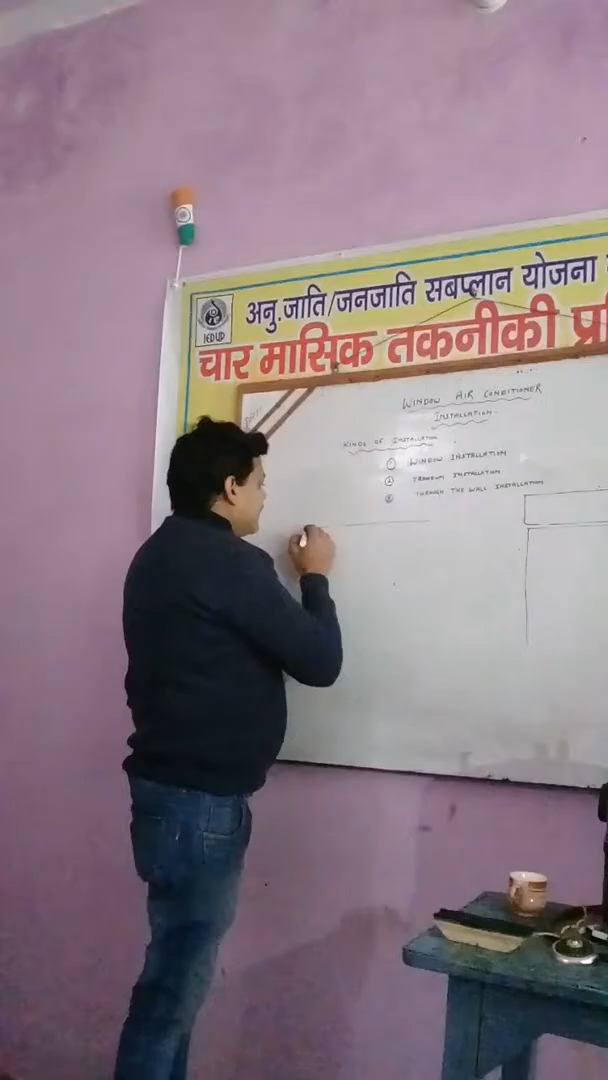 अनु.जाति/जनजाति सबप्लान योजना
IEDUP
चार मासिक तकनीकी
WINDOW AIR CONDITIONER
INSTALLATION
KINDS OF INSTALLATION
1 WINDOW INSTALLATION
2 TRANSUM INSTALLATION
3 THROUGH THE WALL INSTALLATION